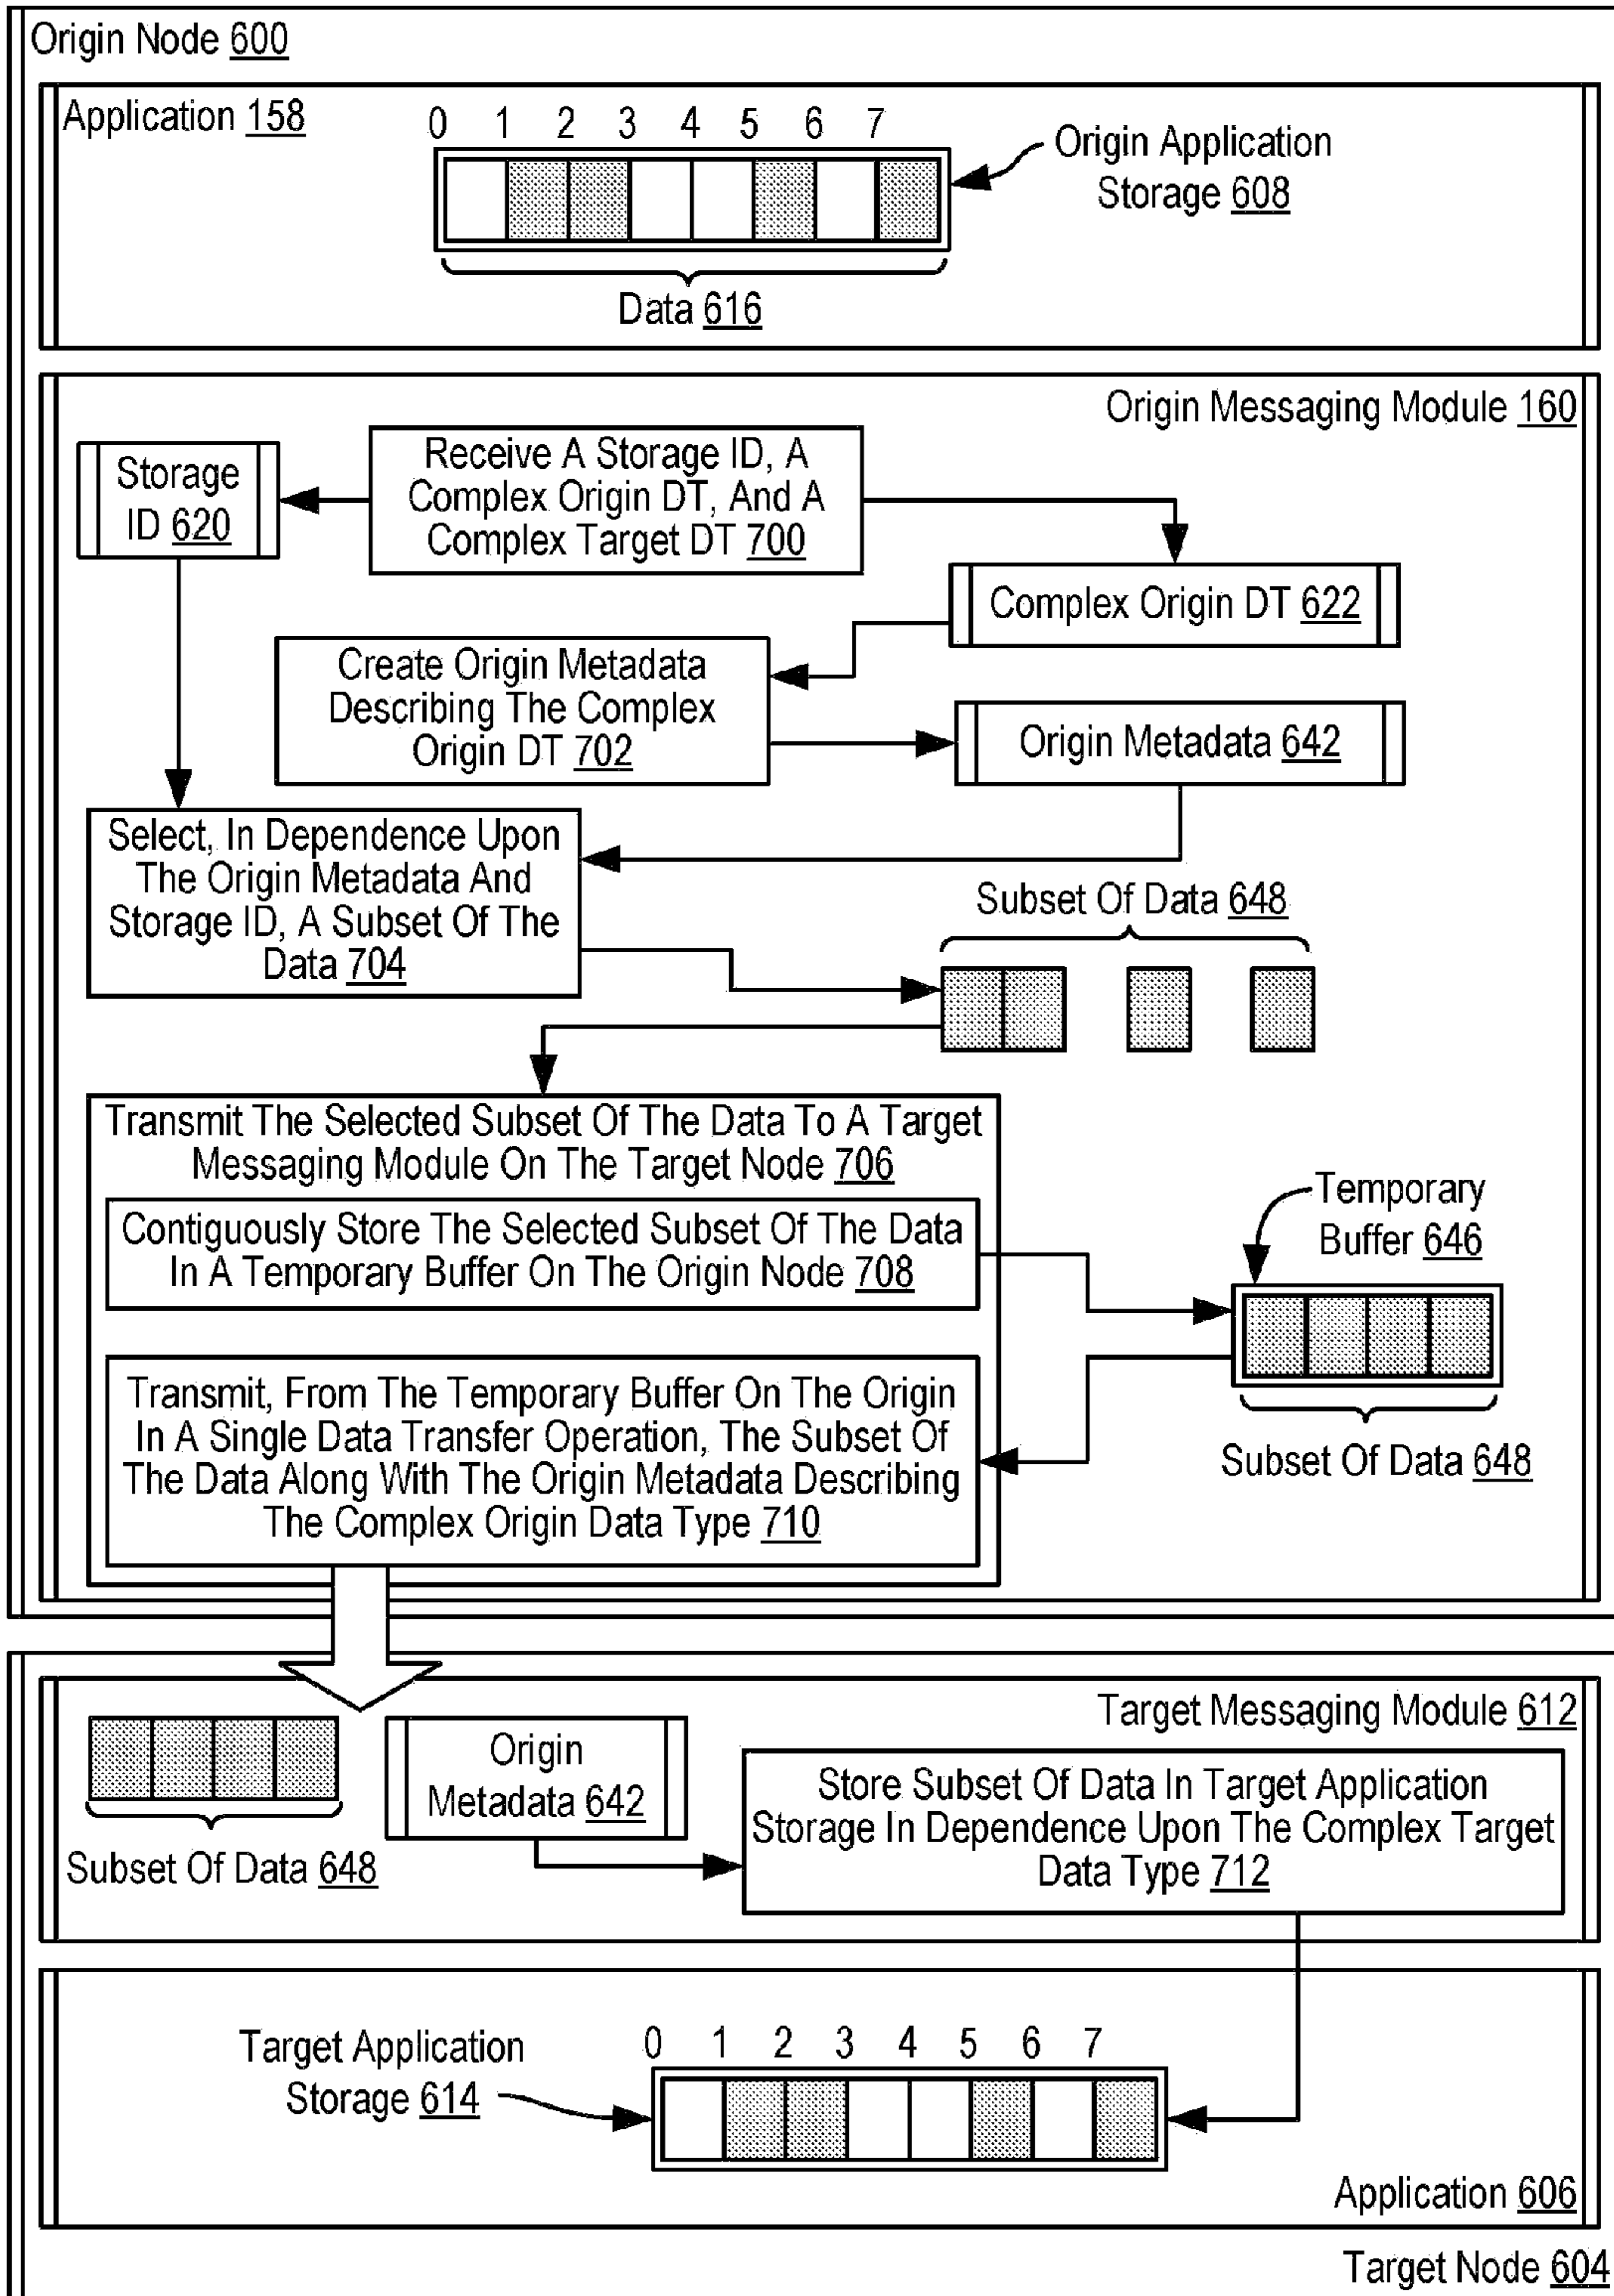 Origin Node 600
Application 158
0 1 2 3 4 5 6 7
Origin Application
Storage 608
Data 616
Origin Messaging Module 160
Storage
ID 620
Receive A Storage ID, A
Complex Origin DT, And A
Complex Target DT 700
Complex Origin DT 622
Create Origin Metadata
Describing The Complex
Origin DT 702
Origin Metadata 642
Select, In Dependence Upon
The Origin Metadata And
Storage ID, A Subset Of The
Data 704
Subset Of Data 648
Transmit The Selected Subset Of The Data To A Target
Messaging Module On The Target Node 706
Contiguously Store The Selected Subset Of The Data
In A Temporary Buffer On The Origin Node 708
Temporary
Buffer 646
Transmit, From The Temporary Buffer On The Origin
In A Single Data Transfer Operation, The Subset Of
The Data Along With The Origin Metadata Describing
The Complex Origin Data Type 710
Subset Of Data 648
Target Messaging Module 612
Subset Of Data 648
Origin
Metadata 642
Store Subset Of Data In Target Application
Storage In Dependence Upon The Complex Target
Data Type 712
Target Application
Storage 614
0 1 2 3 4 5 6 7
Application 606
Target Node 604